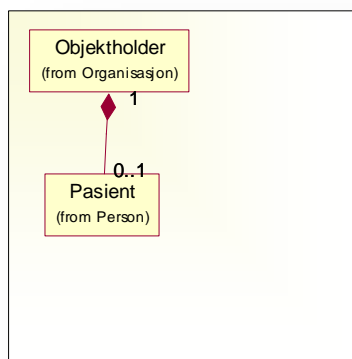 Objektholder
(from Organisasjon)
1
0..1
Pasient
(from Person)